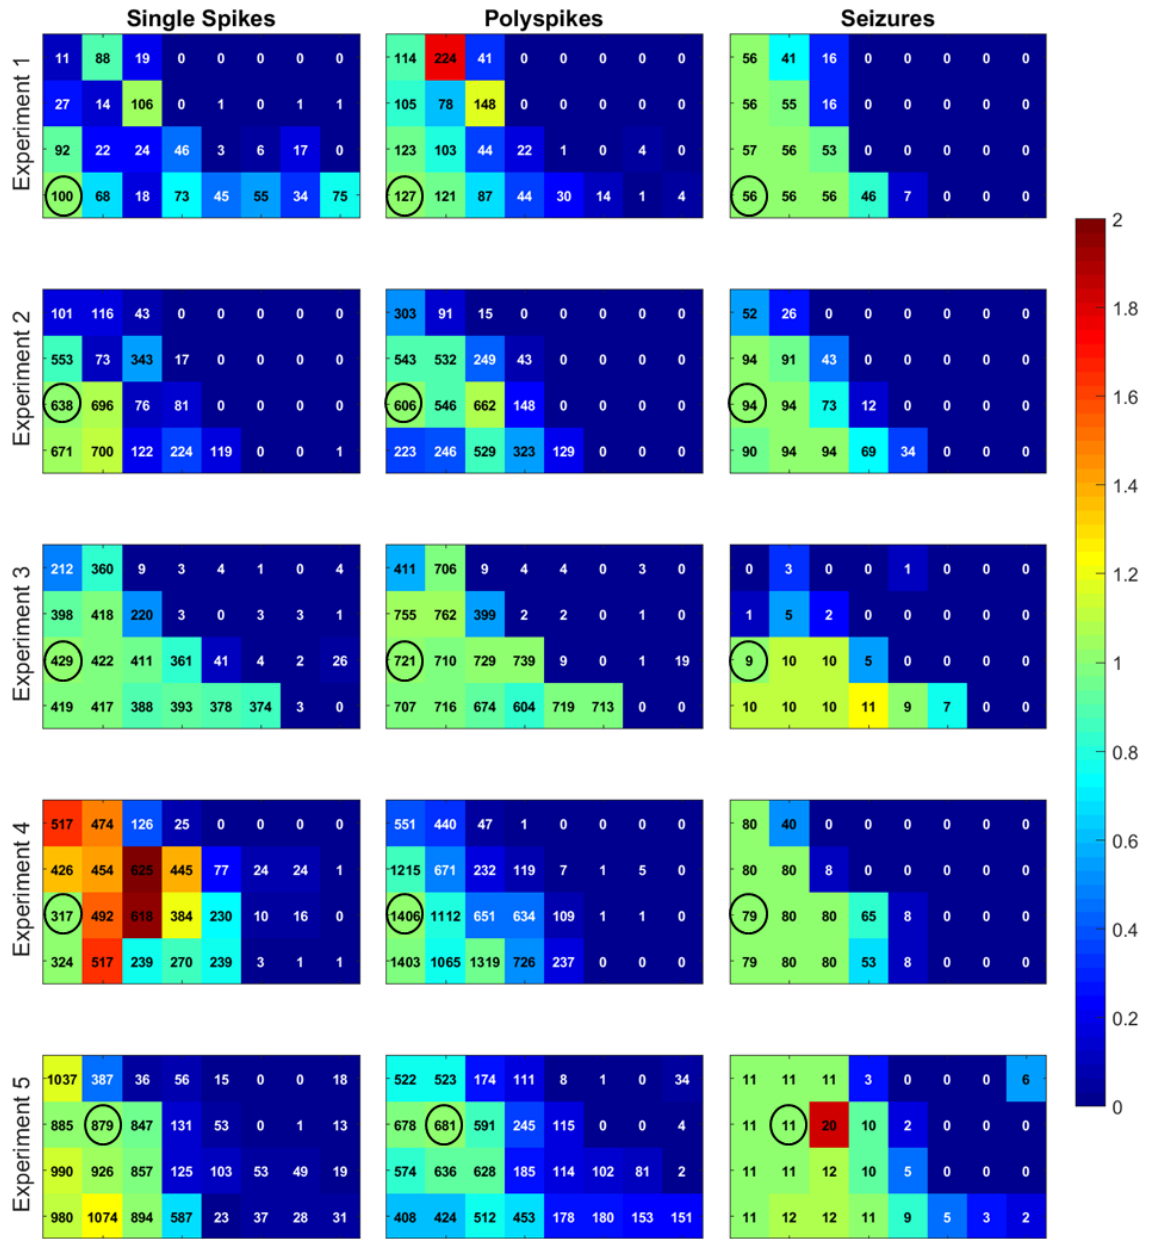 Single Spikes Polyspikes Seizures
Experiment 1
11 88 19 0 0 0 0 0 114 224 41 0 0 0 0 0 56 41 16 0 0 0 0 0
27 14 106 0 1 0 1 1 105 78 148 0 0 0 0 0 56 55 16 0 0 0 0 0
92 22 24 46 3 6 17 0 123 103 44 22 1 0 4 0 57 56 53 0 0 0 0 0
100 68 18 73 45 55 34 75 127 121 87 44 30 14 1 4 56 56 56 46 7 0 0 0
Experiment 2
101 116 43 0 0 0 0 0 303 91 15 0 0 0 0 0 52 26 0 0 0 0 0 0
553 73 343 17 0 0 0 0 543 532 249 43 0 0 0 0 94 91 43 0 0 0 0 0
638 696 76 81 0 0 0 0 606 546 662 148 0 0 0 0 94 94 73 12 0 0 0 0
671 700 122 224 119 0 0 1 223 246 529 323 129 0 0 0 90 94 94 69 34 0 0 0
Experiment 3
212 360 9 3 4 1 0 4 411 706 9 4 4 0 3 0 0 3 0 0 1 0 0 0
398 418 220 3 0 3 3 1 755 762 399 2 2 0 1 0 1 5 2 0 0 0 0 0
429 422 411 361 41 4 2 26 721 710 729 739 9 0 1 19 9 10 10 5 0 0 0 0
419 417 388 393 378 374 3 0 707 716 674 604 719 713 0 0 10 10 10 11 9 7 0 0
Experiment 4
517 474 126 25 0 0 0 0 551 440 47 1 0 0 0 0 80 40 0 0 0 0 0 0
426 454 625 445 77 24 24 1 1215 671 232 119 7 1 5 0 80 80 8 0 0 0 0 0
317 492 618 384 230 10 16 0 1406 1112 651 634 109 1 1 0 79 80 80 65 8 0 0 0
324 517 239 270 239 3 1 1 1403 1065 1319 726 237 0 0 0 79 80 80 53 8 0 0 0
Experiment 5
1037 387 36 56 15 0 0 18 522 523 174 111 8 1 0 34 11 11 11 3 0 0 0 6
885 879 847 131 53 0 1 13 678 681 591 245 115 0 0 4 11 11 20 10 2 0 0 0
990 926 857 125 103 53 49 19 574 636 628 185 114 102 81 2 11 11 12 10 5 0 0 0
980 1074 894 587 23 37 28 31 408 424 512 453 178 180 153 151 11 12 12 11 9 5 3 2
2
1.8
1.6
1.4
1.2
1
0.8
0.6
0.4
0.2
0